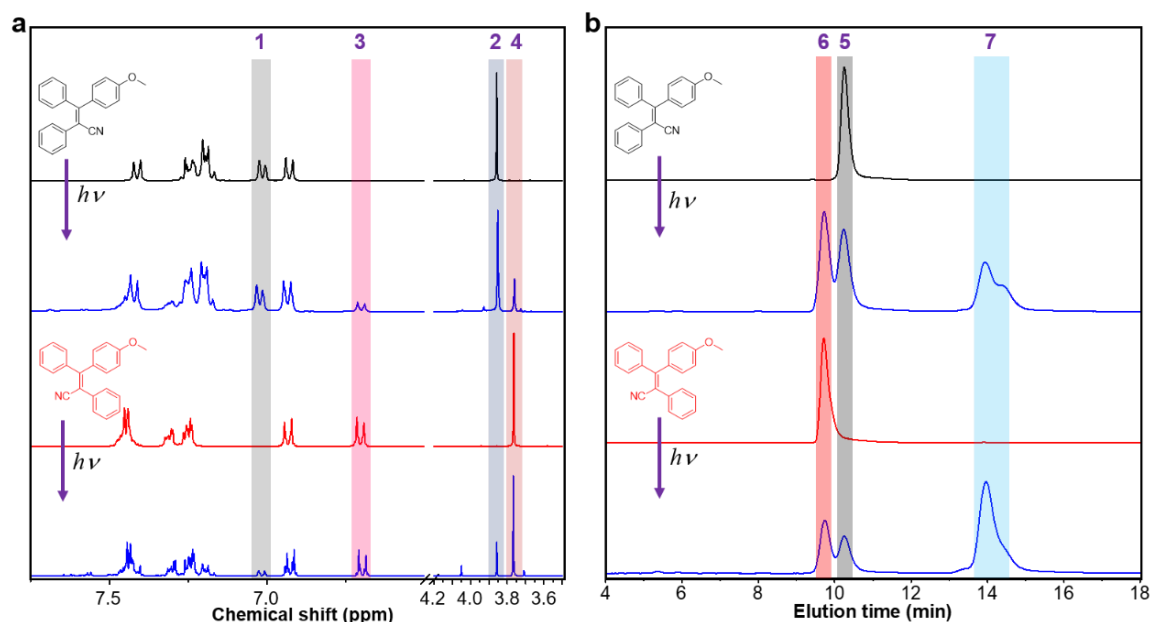 a
1
3
2
4
O
CN
hν
O
NC
hν
7.5
7.0
4.2
4.0
3.8
3.6
Chemical shift (ppm)
b
6
5
7
O
CN
hν
O
NC
hν
4
6
8
10
12
14
16
18
Elution time (min)